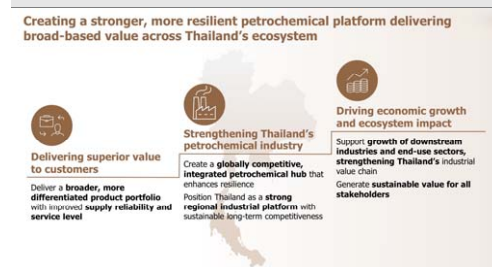 Creating a stronger, more resilient petrochemical platform delivering
broad-based value across Thailand's ecosystem
Delivering superior value
to customers
Deliver a broader, more
differentiated product portfolio
with improved supply reliability and
service level
Strengthening Thailand's
petrochemical industry
Create a globally competitive,
integrated petrochemical hub that
enhances resilience
Position Thailand as a strong
regional industrial platform with
sustainable long-term competitiveness
Driving economic growth
and ecosystem impact
Support growth of downstream
industries and end-use sectors,
strengthening Thailand's industrial
value chain
Generate sustainable value for all
stakeholders